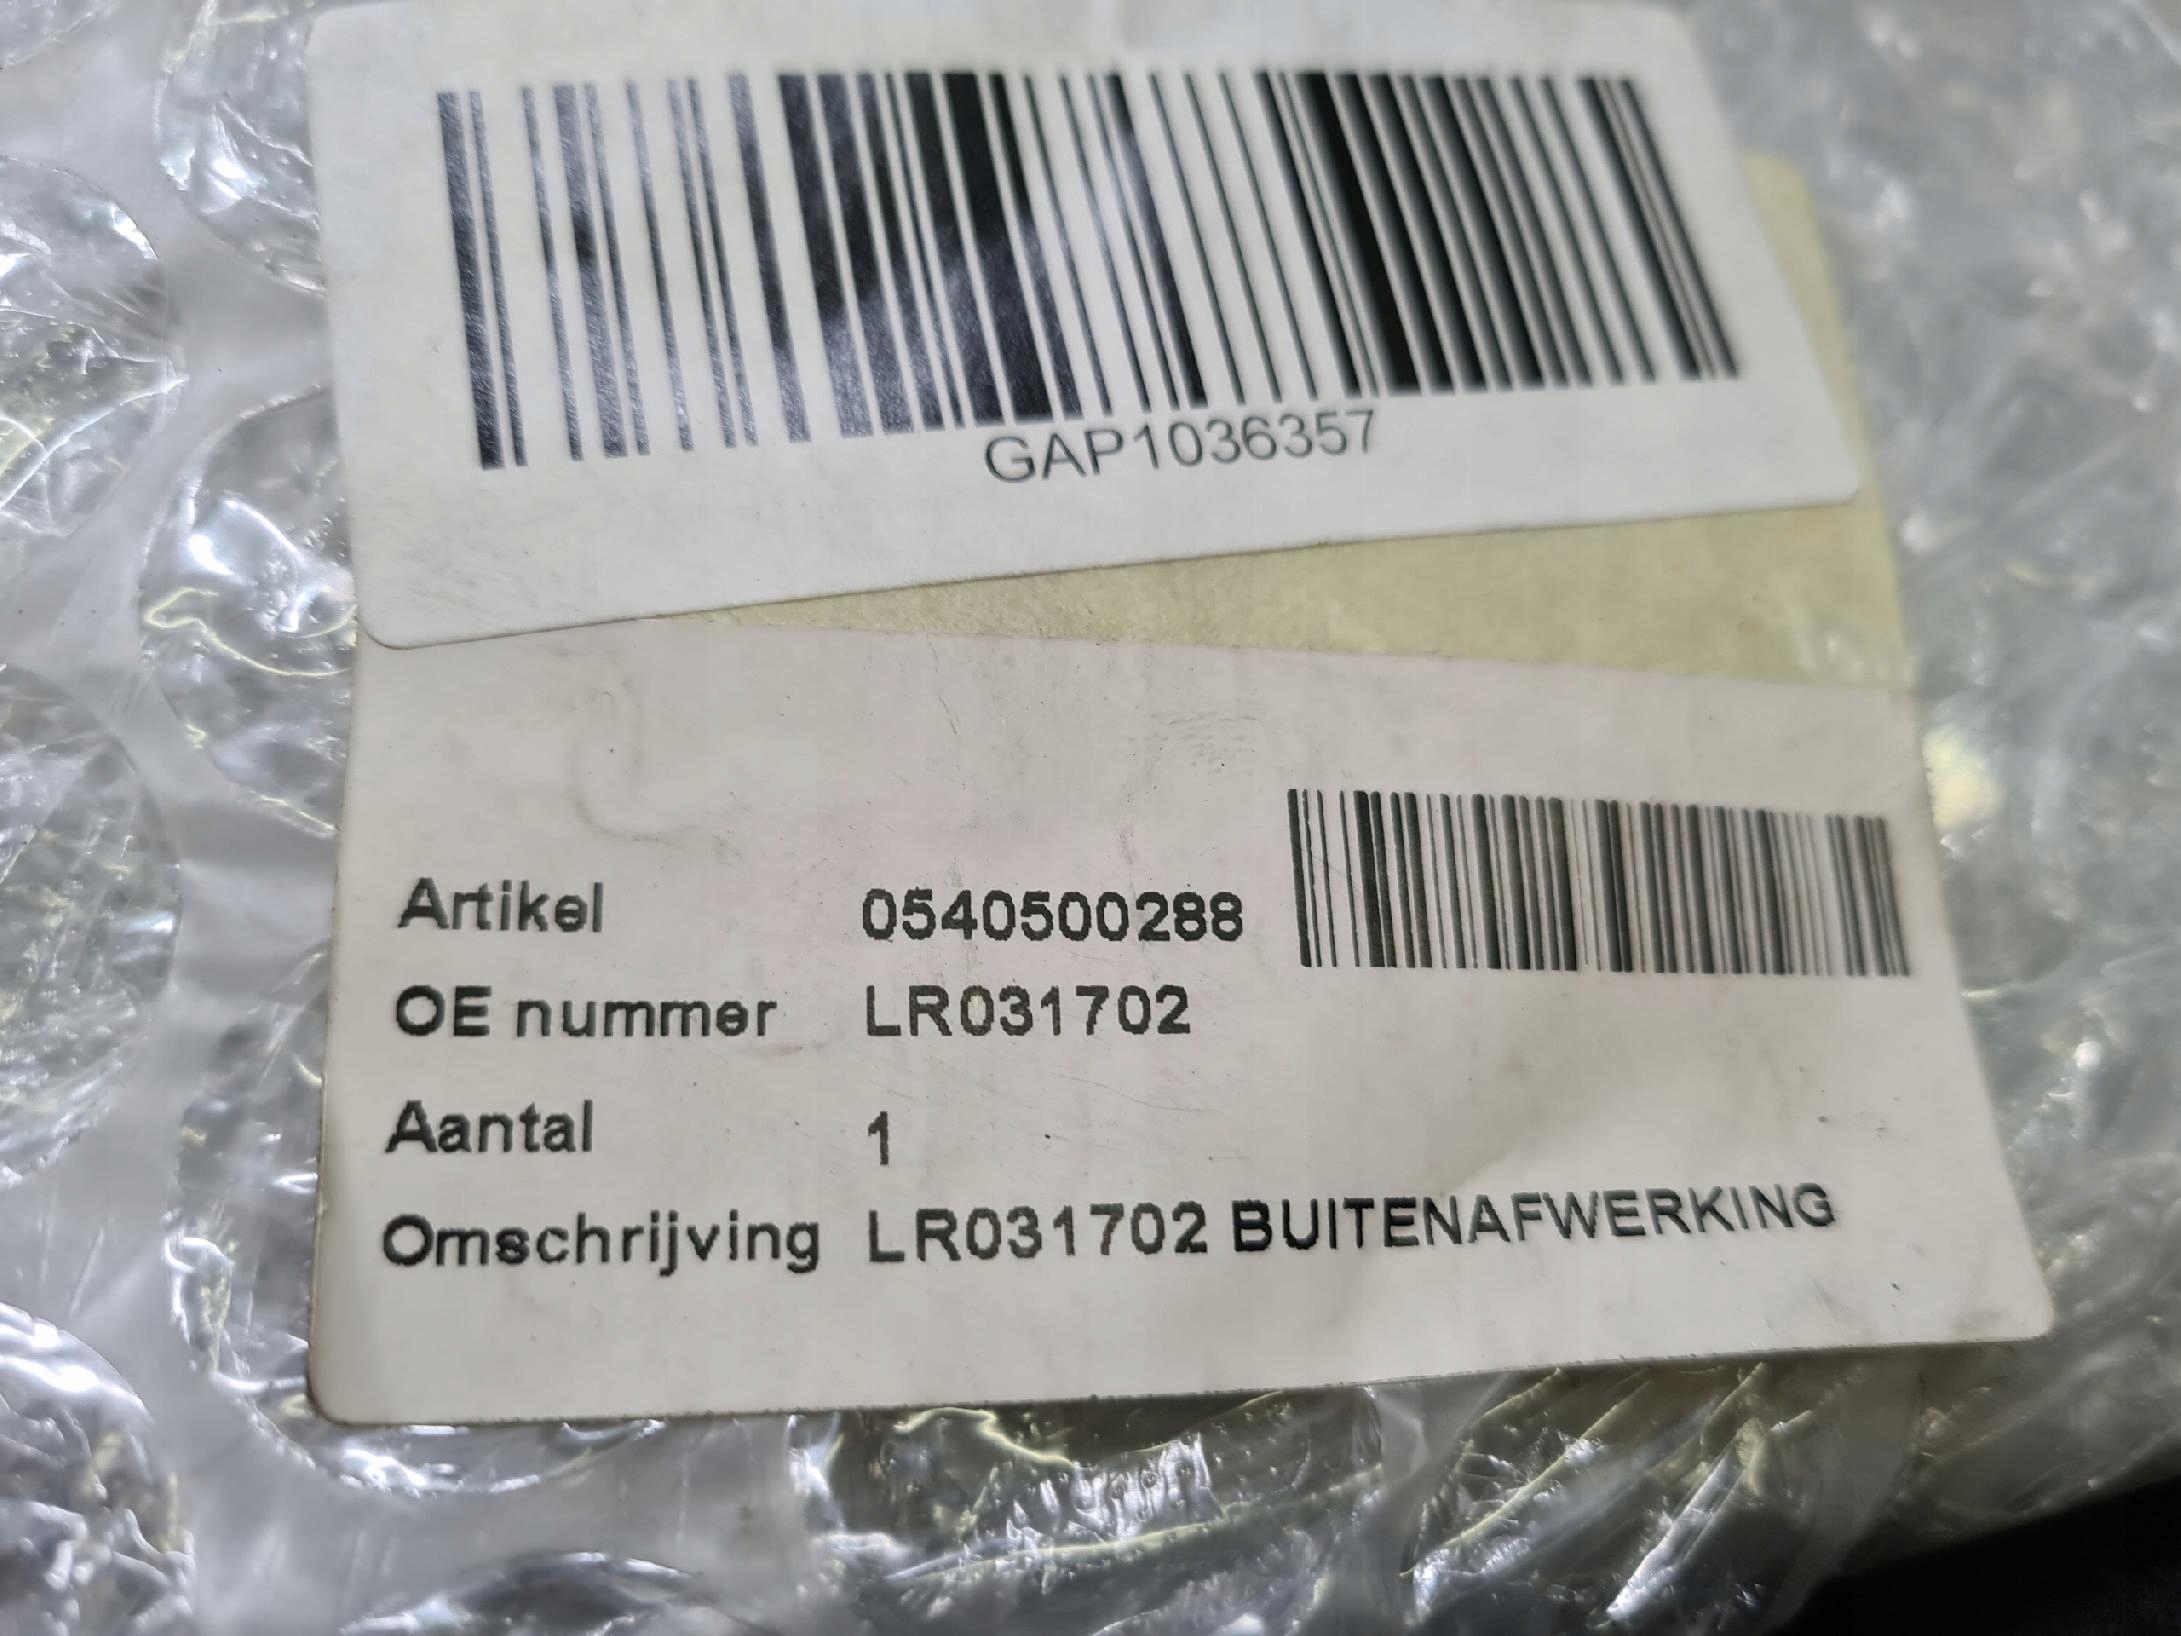 GAP1036357
Artikel 0540500288
OE nummer LR031702
Aantal 1
Omschrijving LR031702 BUITENAFWERKING